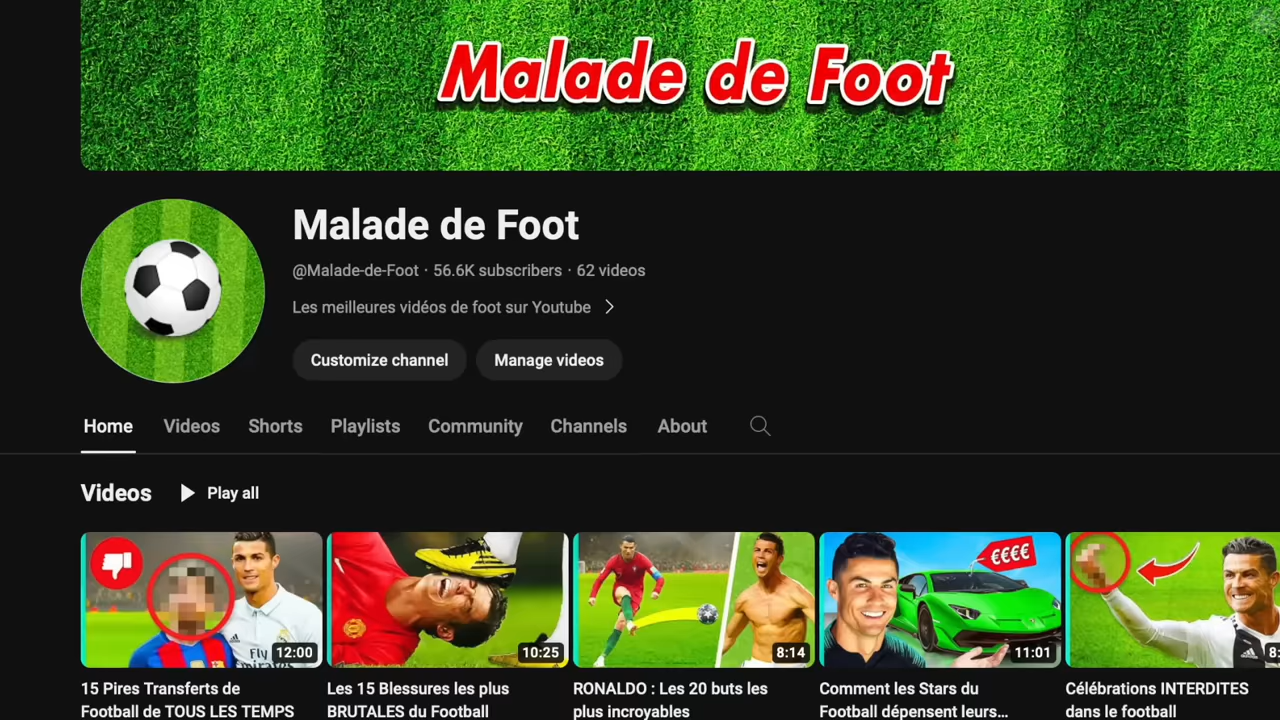 Malade de Foot
Malade de Foot
@Malade-de-Foot · 56.6K subscribers · 62 videos
Les meilleures vidéos de foot sur Youtube
Customize channel Manage videos
Home Videos Shorts Playlists Community Channels About
Videos Play all
€€€€
Fly
Emirates
12:00 10:25 8:14 11:01 8:
15 Pires Transferts de
Football de TOUS LES TEMPS
Les 15 Blessures les plus
BRUTALES du Football
RONALDO : Les 20 buts les
plus incroyables
Comment les Stars du
Football dépensent leurs...
Célébrations INTERDITES
dans le football